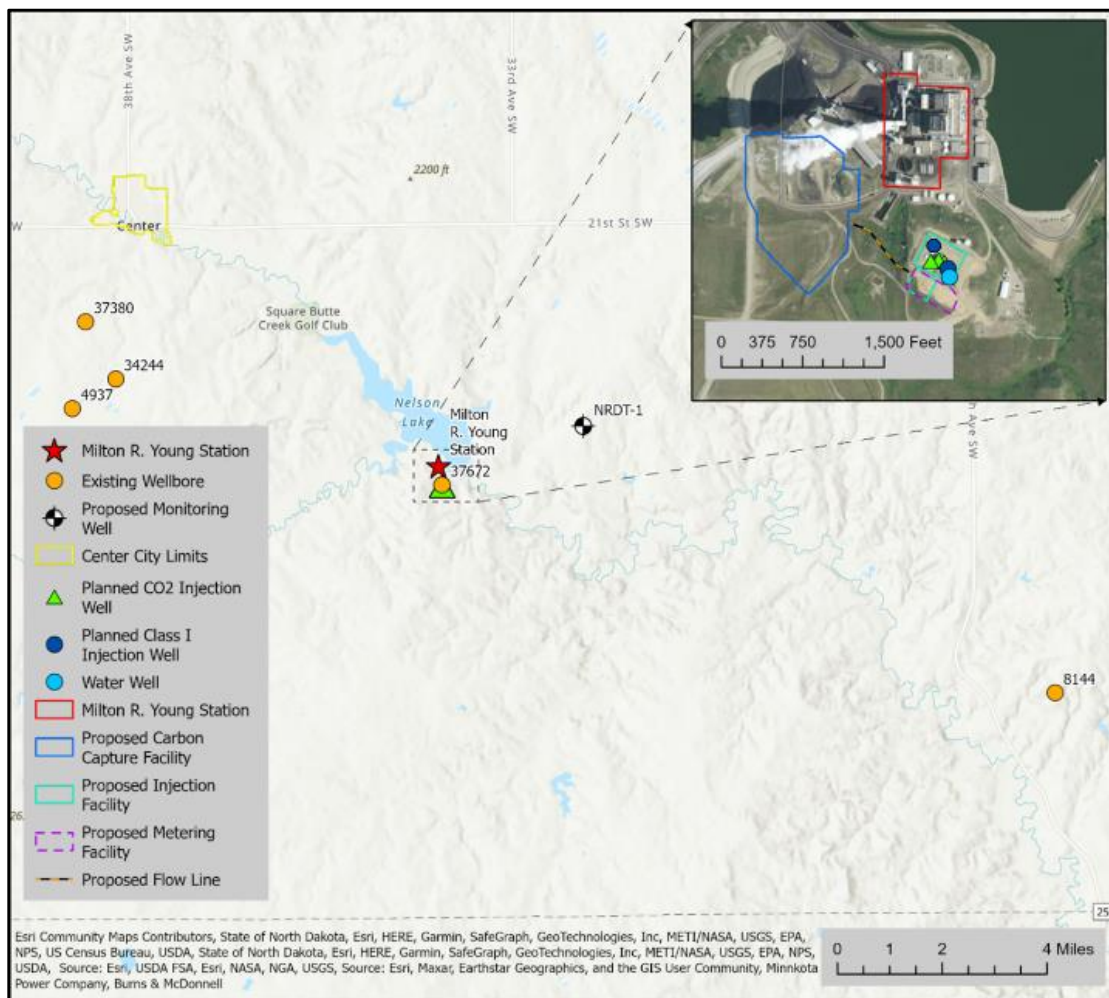 38th Ave SW
33rd Ave SW
2200 ft
Center
W
21st St SW
37380
Square Butte
Creek Golf Club
34244
4937
Nelson
Lake
Milton
R. Young
Station
NRDT-1
37672
0 375 750 1,500 Feet
Ave SW
8144
Milton R. Young Station
Existing Wellbore
Proposed Monitoring
Well
Center City Limits
Planned CO2 Injection
Well
Planned Class I
Injection Well
Water Well
Milton R. Young Station
Proposed Carbon
Capture Facility
Proposed Injection
Facility
Proposed Metering
Facility
Proposed Flow Line
26
25
Esri Community Maps Contributors, State of North Dakota, Esri, HERE, Garmin, SafeGraph, GeoTechnologies, Inc, METI/NASA, USGS, EPA,
NPS, US Census Bureau, USDA, State of North Dakota, Esri, HERE, Garmin, SafeGraph, GeoTechnologies, Inc, METI/NASA, USGS, EPA, NPS,
USDA, Source: Esri, USDA FSA, Esri, NASA, NGA, USGS, Source: Esri, Maxar, Earthstar Geographics, and the GIS User Community, Minnkota
Power Company, Burns & McDonnell
0 1 2 4 Miles